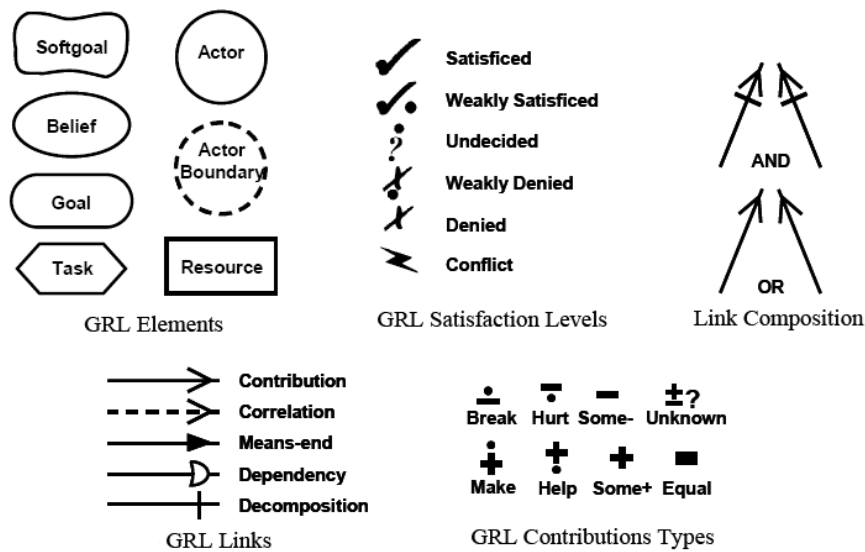 Softgoal
Belief
Goal
Task
Actor
Actor
Boundary
Resource
GRL Elements
Satisficed
Weakly Satisficed
Undecided
Weakly Denied
Denied
Conflict
GRL Satisfaction Levels
AND
OR
Link Composition
Contribution
Correlation
Means-end
Dependency
Decomposition
GRL Links
Break Hurt Some- Unknown
Make Help Some+ Equal
GRL Contributions Types